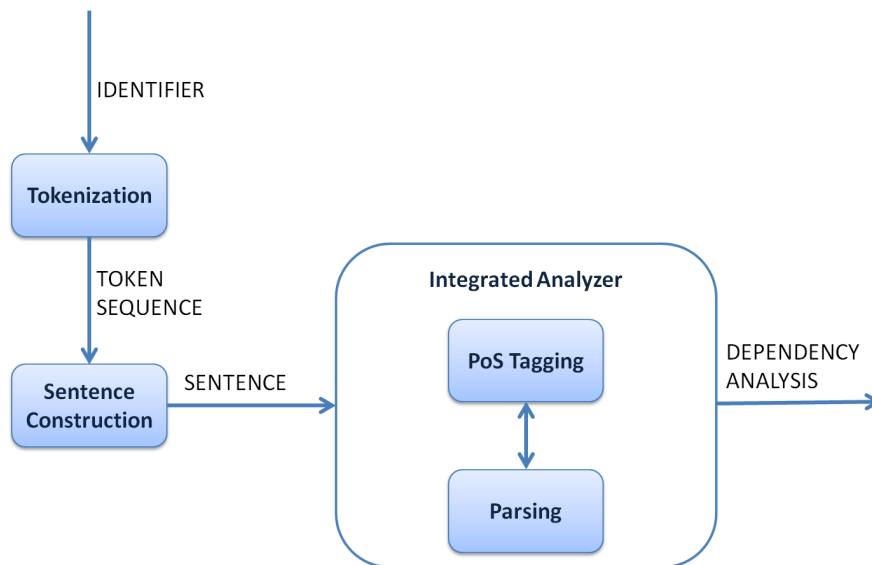 IDENTIFIER
Tokenization
TOKEN
SEQUENCE
Sentence
Construction
SENTENCE
Integrated Analyzer
PoS Tagging
Parsing
DEPENDENCY
ANALYSIS